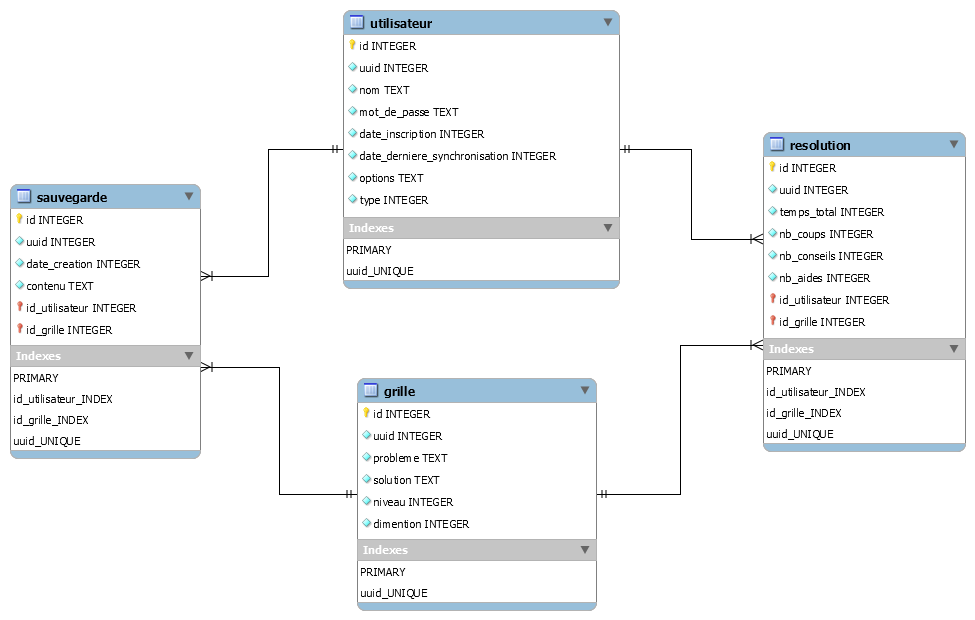 utilisateur
id INTEGER
uuid INTEGER
nom TEXT
mot_de_passe TEXT
date_inscription INTEGER
date_derniere_synchronisation INTEGER
options TEXT
type INTEGER
Indexes
PRIMARY
uuid_UNIQUE
resolution
id INTEGER
uuid INTEGER
temps_total INTEGER
nb_coups INTEGER
nb_conseils INTEGER
nb_aides INTEGER
id_utilisateur INTEGER
id_grille INTEGER
Indexes
PRIMARY
id_utilisateur_INDEX
id_grille_INDEX
uuid_UNIQUE
sauvegarde
id INTEGER
uuid INTEGER
date_creation INTEGER
contenu TEXT
id_utilisateur INTEGER
id_grille INTEGER
Indexes
PRIMARY
id_utilisateur_INDEX
id_grille_INDEX
uuid_UNIQUE
grille
id INTEGER
uuid INTEGER
probleme TEXT
solution TEXT
niveau INTEGER
dimention INTEGER
Indexes
PRIMARY
uuid_UNIQUE